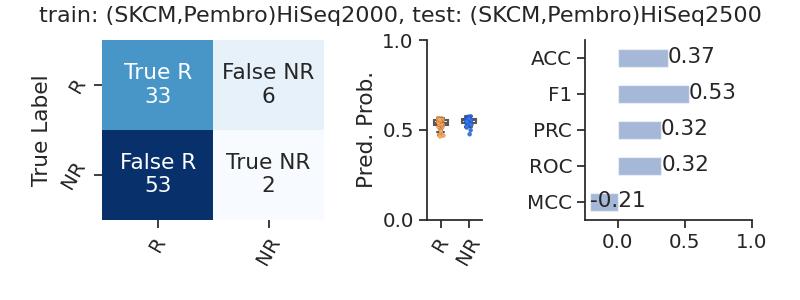 train: (SKCM,Pembro)HiSeq2000, test: (SKCM,Pembro)HiSeq2500
True Label
R
NR
True R
33
False NR
6
False R
53
True NR
2
R
NR
Pred. Prob.
1.0
0.5
0.0
R
NR
ACC
0.37
F1
0.53
PRC
0.32
ROC
0.32
MCC
-0.21
0.0
0.5
1.0